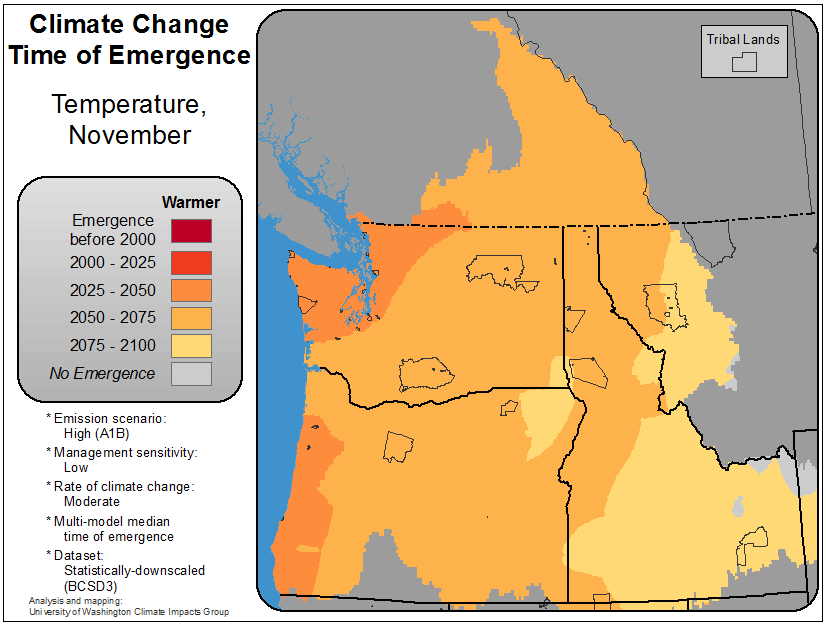 Climate Change
Time of Emergence
Temperature,
November
Tribal Lands
Warmer
Emergence
before 2000
2000 - 2025
2025 - 2050
2050 - 2075
2075 - 2100
No Emergence
* Emission scenario:
High (A1B)
* Management sensitivity:
Low
* Rate of climate change:
Moderate
* Multi-model median
time of emergence
* Dataset:
Statistically-downscaled
(BCSD3)
Analysis and mapping:
University of Washington Climate Impacts Group